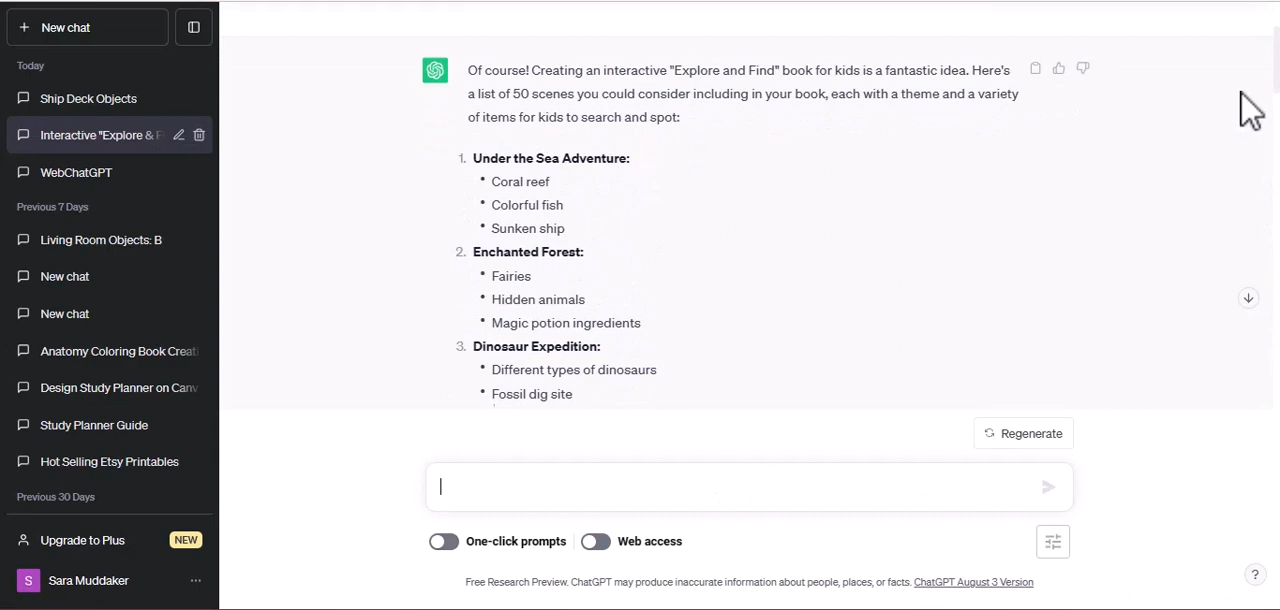 New chat
Today
Ship Deck Objects
Interactive "Explore & F
WebChatGPT
Previous 7 Days
Living Room Objects: B
New chat
New chat
Anatomy Coloring Book Creati
Design Study Planner on Canv
Study Planner Guide
Hot Selling Etsy Printables
Previous 30 Days
Upgrade to Plus NEW
S Sara Muddaker
Of course! Creating an interactive "Explore and Find" book for kids is a fantastic idea. Here's
a list of 50 scenes you could consider including in your book, each with a theme and a variety
of items for kids to search and spot:
1. Under the Sea Adventure:
• Coral reef
• Colorful fish
• Sunken ship
2. Enchanted Forest:
• Fairies
• Hidden animals
• Magic potion ingredients
3. Dinosaur Expedition:
• Different types of dinosaurs
• Fossil dig site
Regenerate
One-click prompts Web access
Free Research Preview. ChatGPT may produce inaccurate information about people, places, or facts. ChatGPT August 3 Version
?